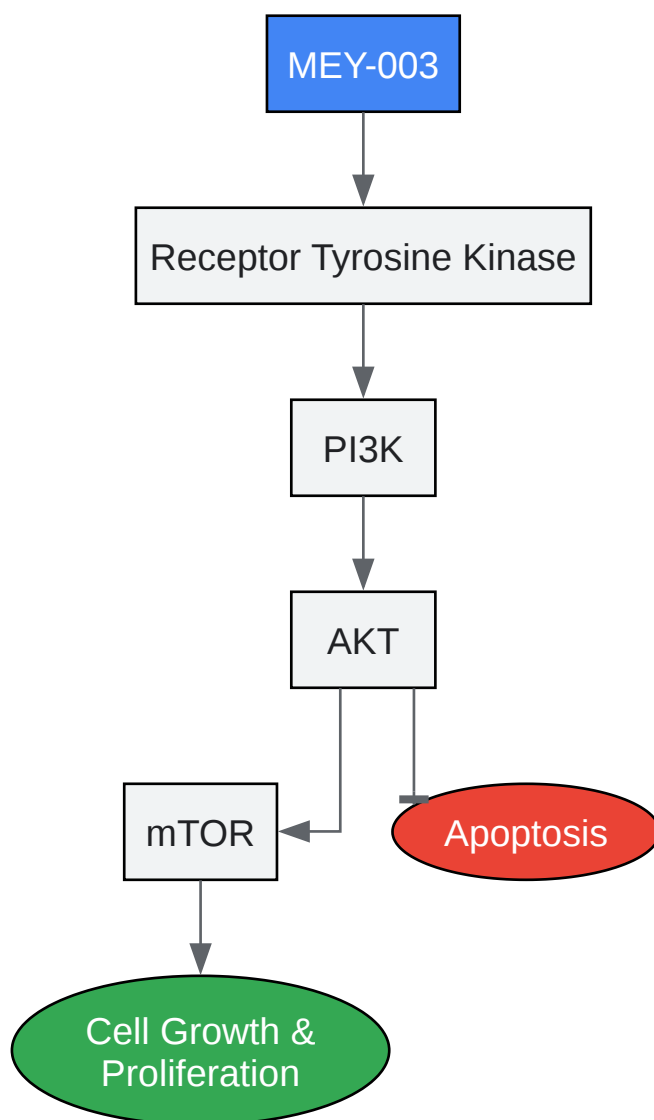 MEY-003
Receptor Tyrosine Kinase
PI3K
AKT
mTOR
Apoptosis
Cell Growth &
Proliferation